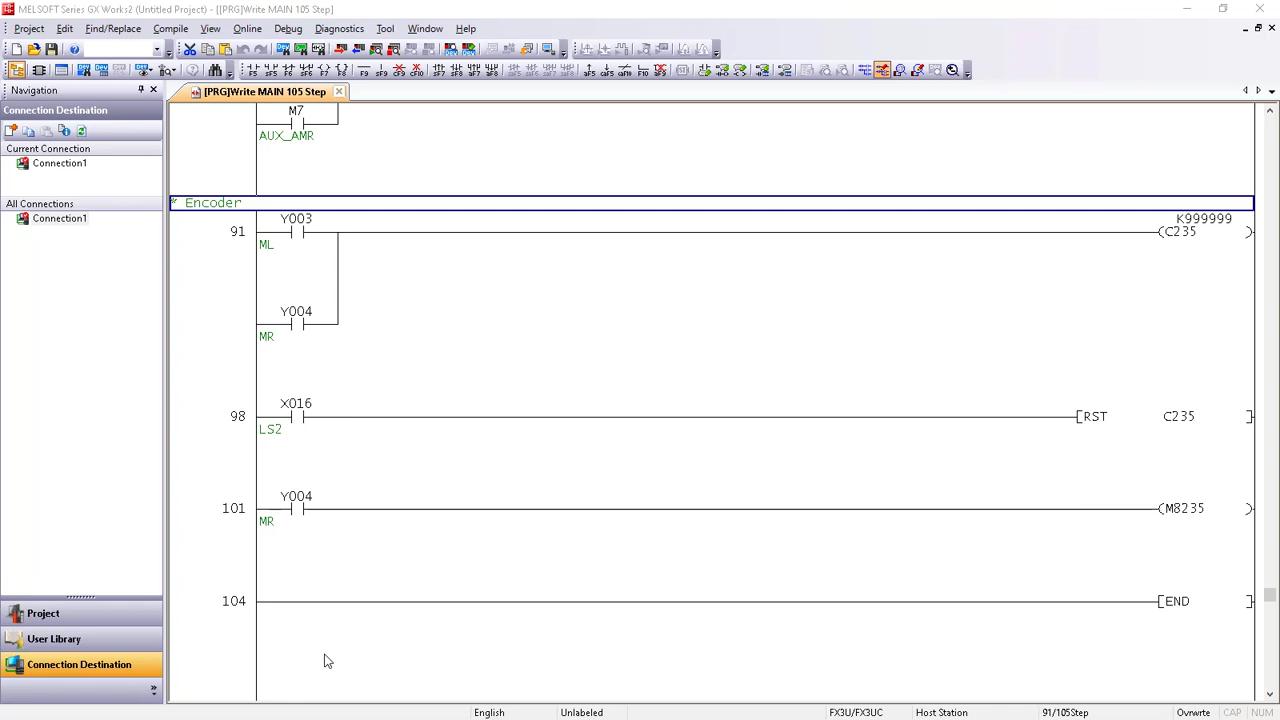 MELSOFT Series GX Works2 (Untitled Project) - [[PRG]Write MAIN 105 Step]
Project Edit Find/Replace Compile View Online Debug Diagnostics Tool Window Help
Navigation
[PRG]Write MAIN 105 Step
Connection Destination
Current Connection
Connection1
All Connections
Connection1
M7
AUX_AMR
* Encoder
Y003 K999999
91 C235
ML
Y004
MR
X016
98 RST C235
LS2
Y004
101 M8235
MR
104 END
Project
User Library
Connection Destination
English Unlabeled FX3U/FX3UC Host Station 91/105Step Ovrwrte CAP NUM